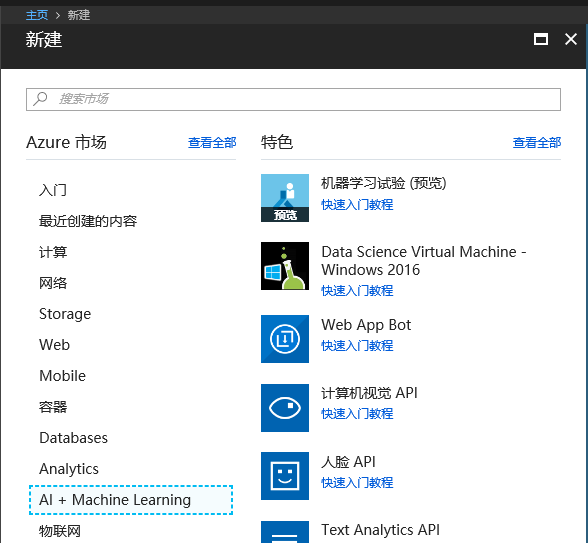 主页 > 新建
新建
搜索市场
Azure 市场
查看全部
入门
最近创建的内容
计算
网络
Storage
Web
Mobile
容器
Databases
Analytics
AI + Machine Learning
物联网
特色
查看全部
预览
机器学习试验 (预览)
快速入门教程
Data Science Virtual Machine -
Windows 2016
快速入门教程
Web App Bot
快速入门教程
计算机视觉 API
快速入门教程
人脸 API
快速入门教程
Text Analytics API